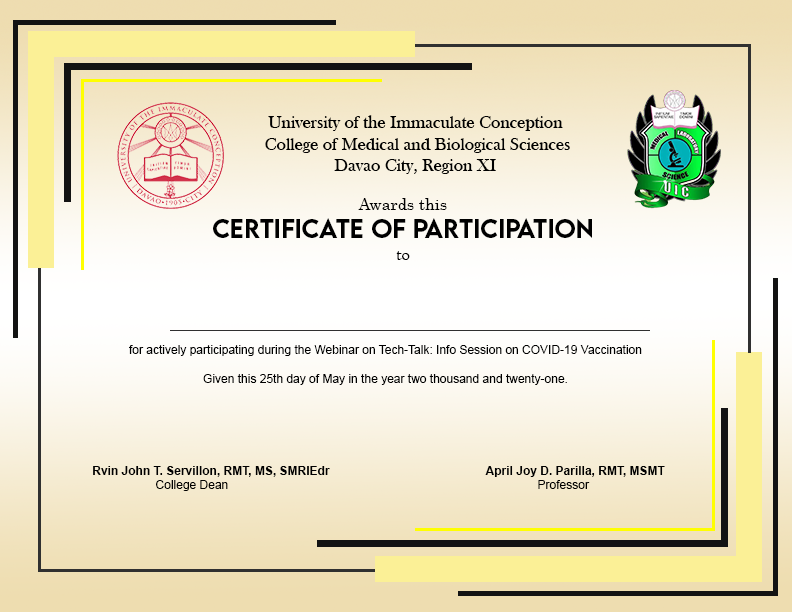 UNIVERSITY OF THE IMMACULATE CONCEPTION
DAVAO • 1905 • CITY
INITIUM SAPIENTIAE TIMOR DOMINI
University of the Immaculate Conception
College of Medical and Biological Sciences
Davao City, Region XI
MEDICAL LABORATORY
SCIENCE
UIC
Awards this
CERTIFICATE OF PARTICIPATION
to
for actively participating during the Webinar on Tech-Talk: Info Session on COVID-19 Vaccination
Given this 25th day of May in the year two thousand and twenty-one.
Rvin John T. Servillon, RMT, MS, SMRIEdr
College Dean
April Joy D. Parilla, RMT, MSMT
Professor